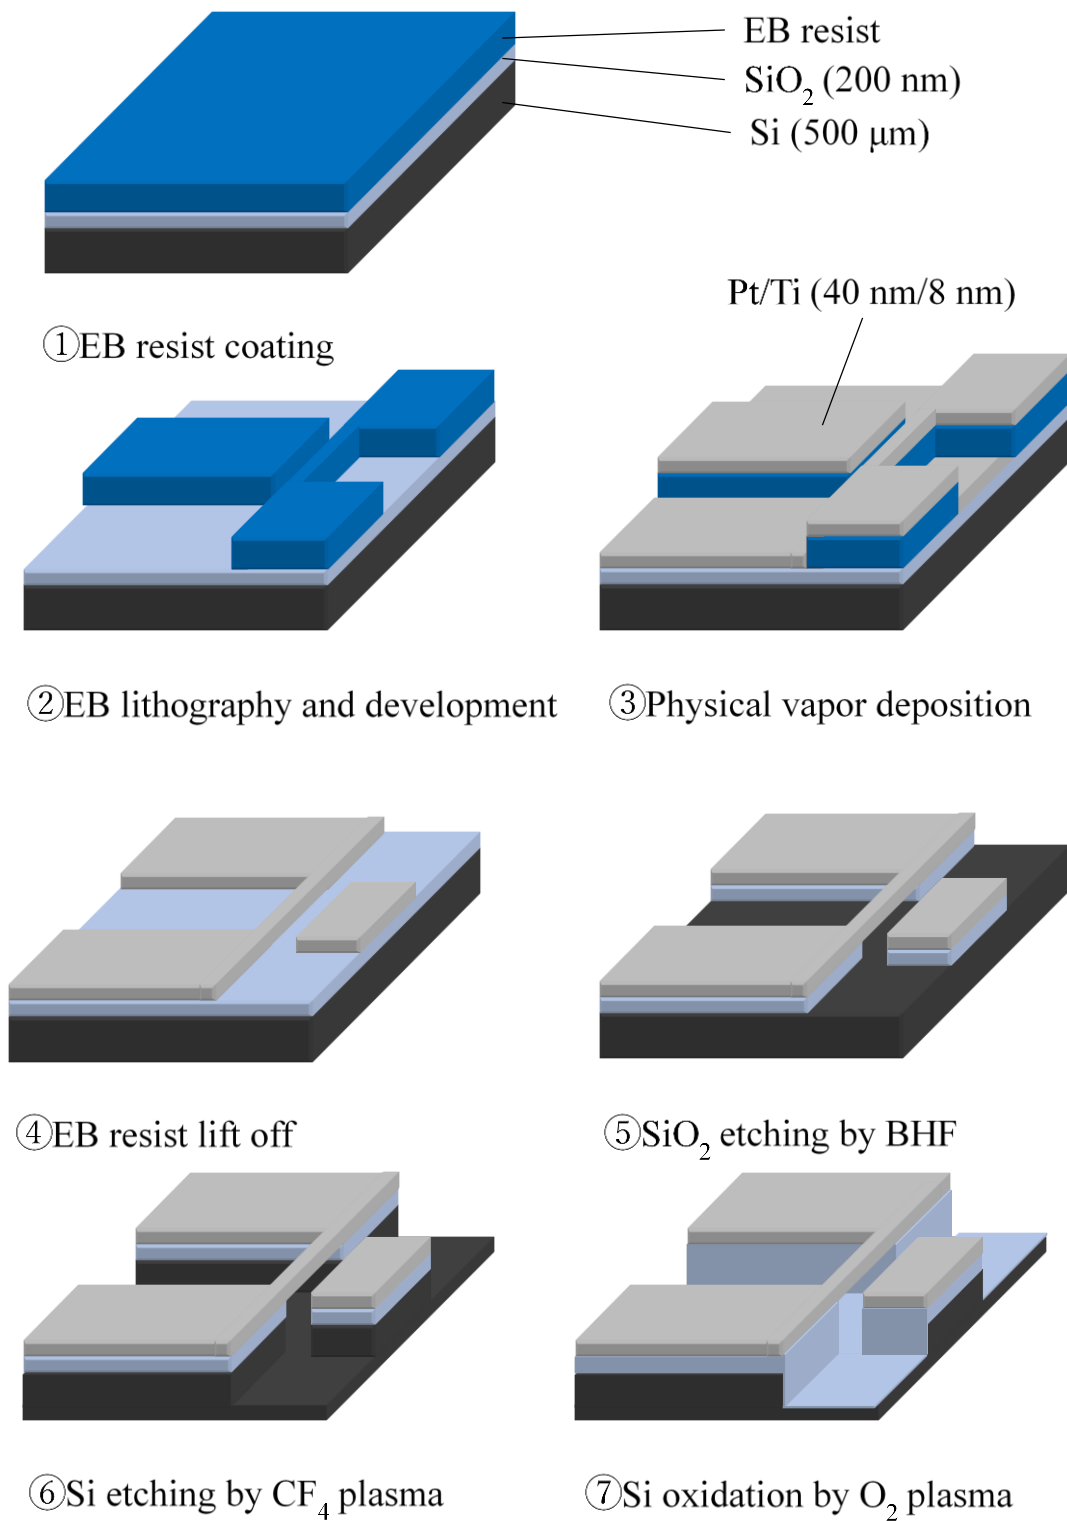 EB resist
SiO₂ (200 nm)
Si (500 μm)
①EB resist coating
Pt/Ti (40 nm/8 nm)
②EB lithography and development
③Physical vapor deposition
④EB resist lift off
⑤SiO₂ etching by BHF
⑥Si etching by CF₄ plasma
⑦Si oxidation by O₂ plasma